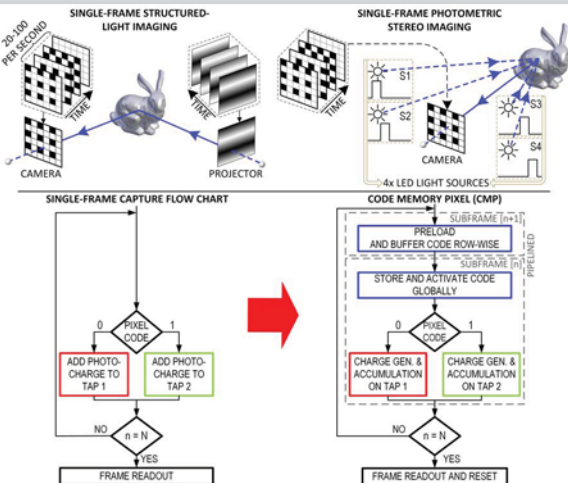 SINGLE-FRAME STRUCTURED-
LIGHT IMAGING
20-100
PER SECOND
TIME
TIME
CAMERA
PROJECTOR
SINGLE-FRAME PHOTOMETRIC
STEREO IMAGING
TIME
S1
S2
S3
S4
CAMERA
4x LED LIGHT SOURCES
SINGLE-FRAME CAPTURE FLOW CHART
0
PIXEL
CODE
1
ADD PHOTO-
CHARGE TO
TAP 1
ADD PHOTO-
CHARGE TO
TAP 2
NO
n = N
YES
FRAME READOUT
CODE MEMORY PIXEL (CMP)
SUBFRAME [n+1]
PRELOAD
AND BUFFER CODE ROW-WISE
SUBFRAME [n]
PIPELINED
STORE AND ACTIVATE CODE
GLOBALLY
0
PIXEL
CODE
1
CHARGE GEN. &
ACCUMULATION
ON TAP 1
CHARGE GEN. &
ACCUMULATION
ON TAP 2
NO
n = N
YES
FRAME READOUT AND RESET